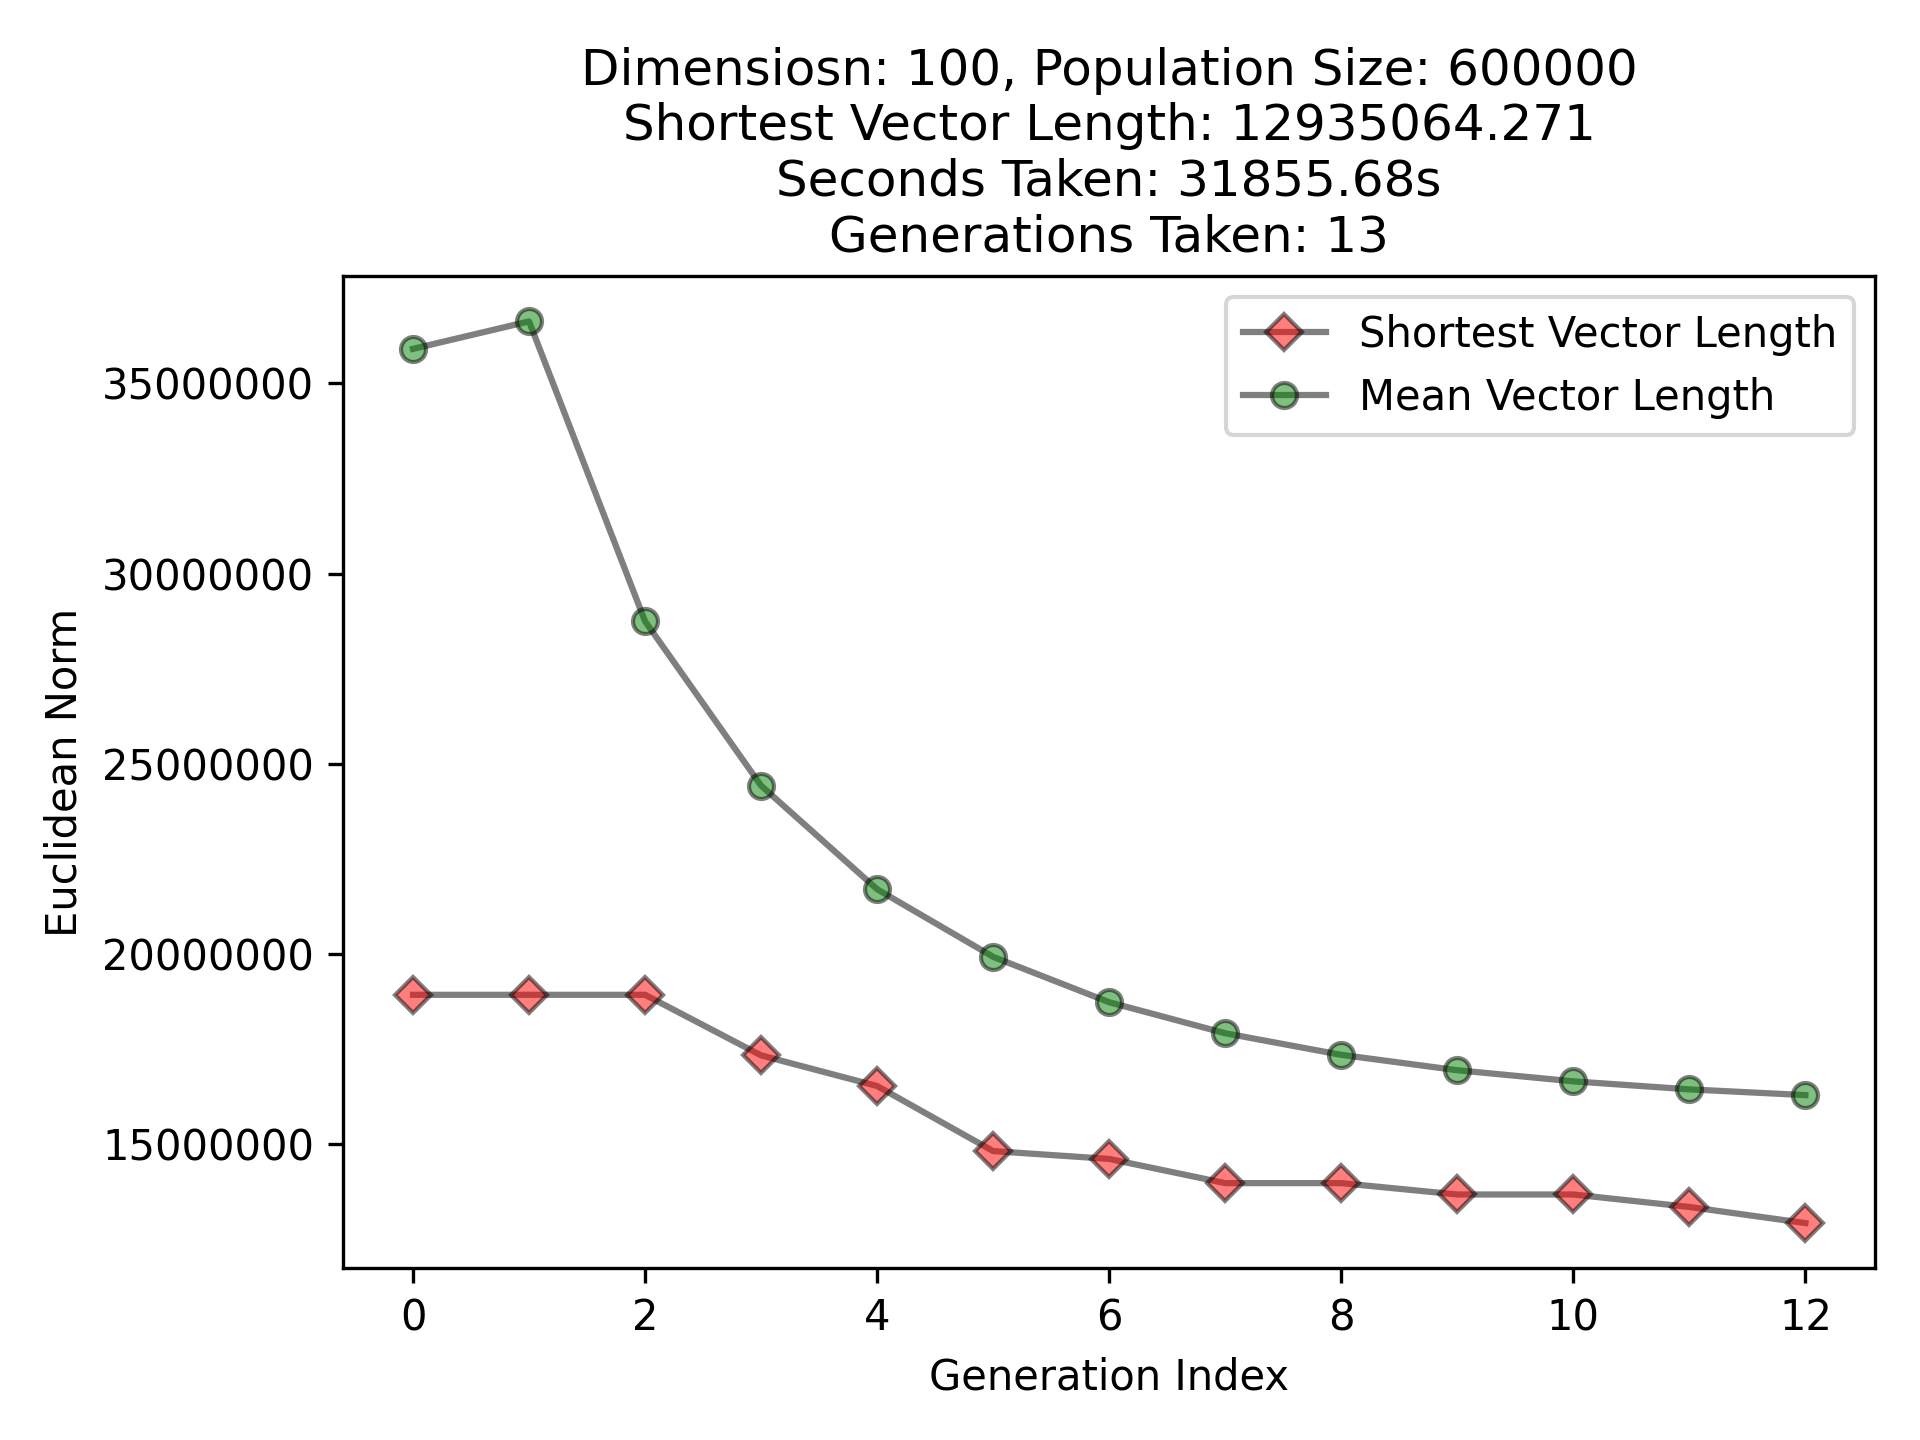 Dimensiosn: 100, Population Size: 600000
Shortest Vector Length: 12935064.271
Seconds Taken: 31855.68s
Generations Taken: 13
Shortest Vector Length
Mean Vector Length
35000000
30000000
25000000
20000000
15000000
Euclidean Norm
0 2 4 6 8 10 12
Generation Index